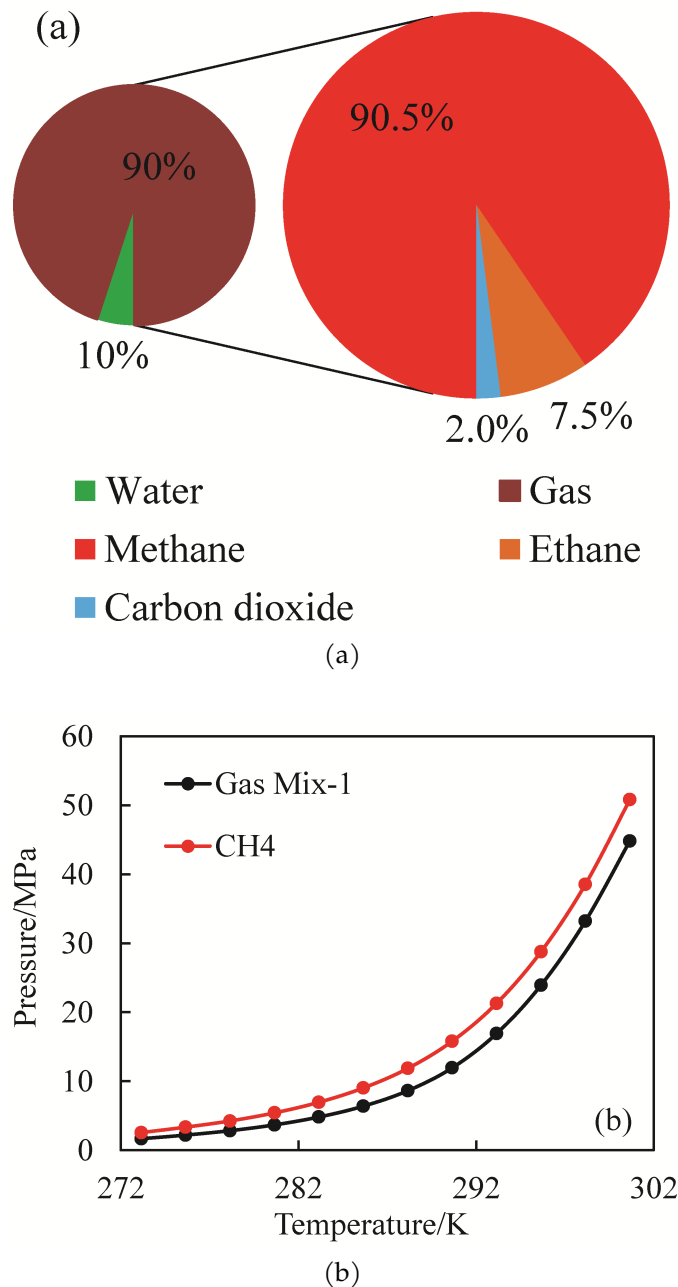 (a)
90.5%
90%
10%
2.0%
7.5%
Water
Gas
Methane
Ethane
Carbon dioxide
(a)
60
50
40
30
20
10
0
Pressure/MPa
Gas Mix-1
CH4
(b)
272
282
292
302
Temperature/K
(b)